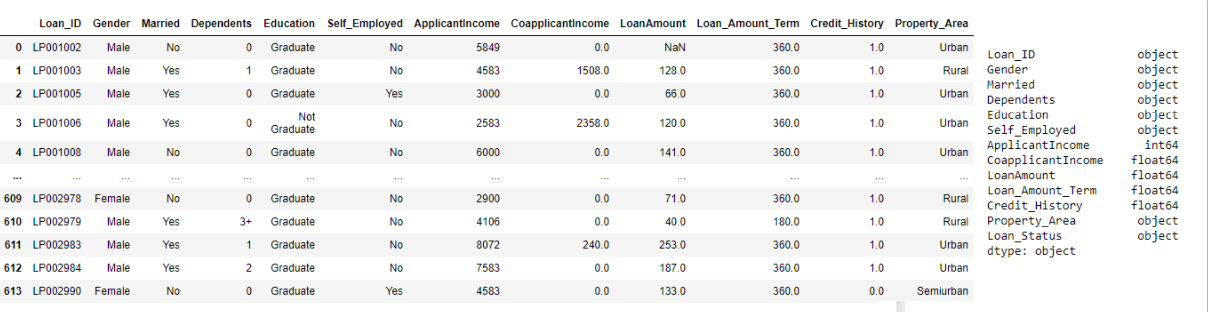 Loan_ID Gender Married Dependents Education Self_Employed ApplicantIncome CoapplicantIncome LoanAmount Loan_Amount_Term Credit_History Property_Area
0 LP001002 Male No 0 Graduate No 5849 0.0 NaN 360.0 1.0 Urban
1 LP001003 Male Yes 1 Graduate No 4583 1508.0 128.0 360.0 1.0 Rural
2 LP001005 Male Yes 0 Graduate Yes 3000 0.0 66.0 360.0 1.0 Urban
3 LP001006 Male Yes 0 Not Graduate No 2583 2358.0 120.0 360.0 1.0 Urban
4 LP001008 Male No 0 Graduate No 6000 0.0 141.0 360.0 1.0 Urban
... ... ... ... ... ... ... ... ... ... ... ... ...
609 LP002978 Female No 0 Graduate No 2900 0.0 71.0 360.0 1.0 Rural
610 LP002979 Male Yes 3+ Graduate No 4106 0.0 40.0 180.0 1.0 Rural
611 LP002983 Male Yes 1 Graduate No 8072 240.0 253.0 360.0 1.0 Urban
612 LP002984 Male Yes 2 Graduate No 7583 0.0 187.0 360.0 1.0 Urban
613 LP002990 Female No 0 Graduate Yes 4583 0.0 133.0 360.0 0.0 Semiurban
Loan_ID object
Gender object
Married object
Dependents object
Education object
Self_Employed object
ApplicantIncome int64
CoapplicantIncome float64
LoanAmount float64
Loan_Amount_Term float64
Credit_History float64
Property_Area object
Loan_Status object
dtype: object